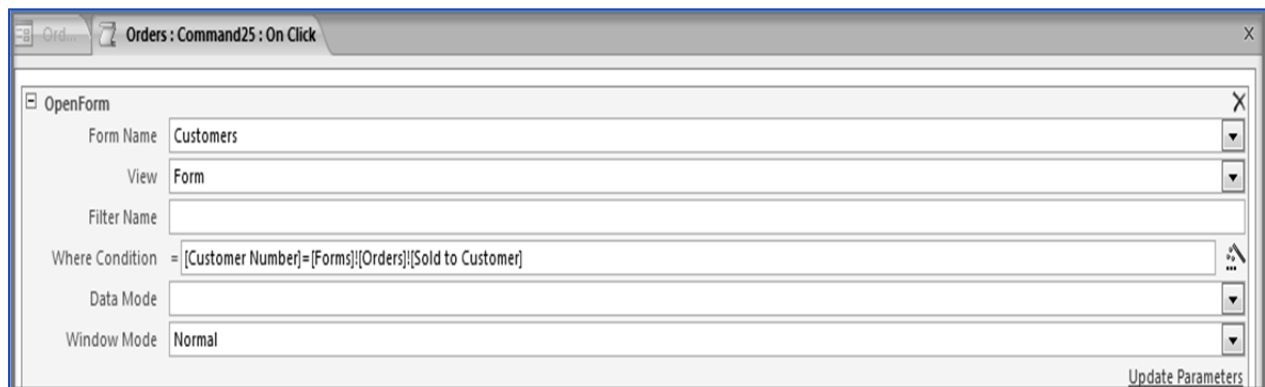 Ord... Orders : Command25 : On Click X
OpenForm
Form Name Customers
View Form
Filter Name
Where Condition = [Customer Number]=[Forms]![Orders]![Sold to Customer]
Data Mode
Window Mode Normal
Update Parameters